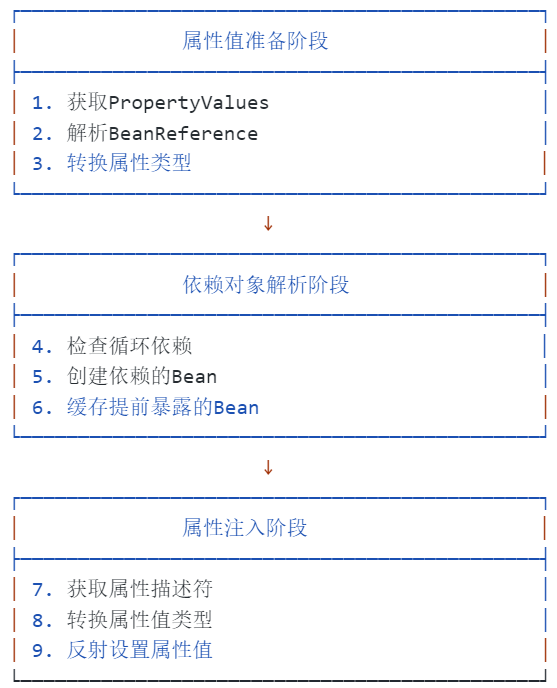 属性值准备阶段
1. 获取PropertyValues
2. 解析BeanReference
3. 转换属性类型
↓
依赖对象解析阶段
4. 检查循环依赖
5. 创建依赖的Bean
6. 缓存提前暴露的Bean
↓
属性注入阶段
7. 获取属性描述符
8. 转换属性值类型
9. 反射设置属性值